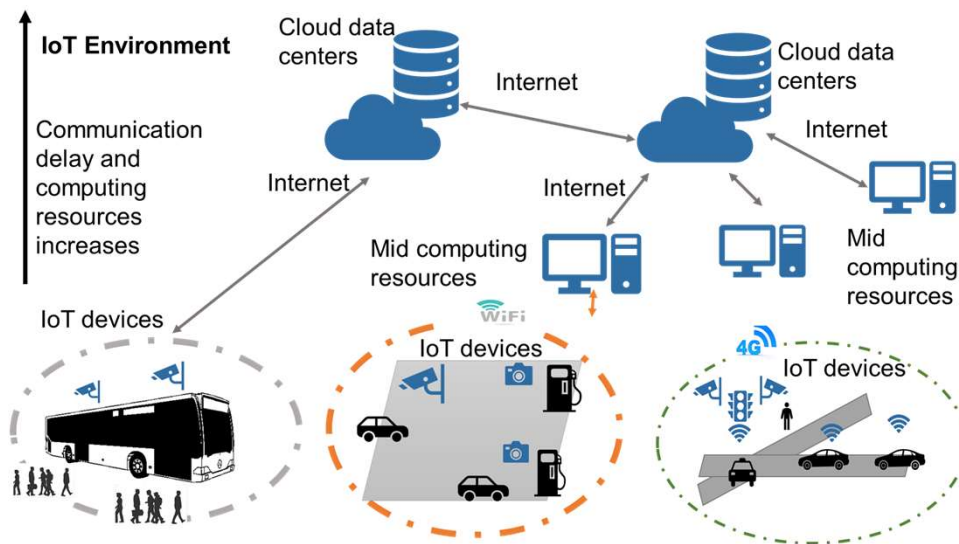 IoT Environment
Communication
delay and
computing
resources
increases
Cloud data
centers
Internet
Cloud data
centers
Internet
Internet
Internet
Mid computing
resources
Mid
computing
resources
IoT devices
WiFi
IoT devices
4G
IoT devices